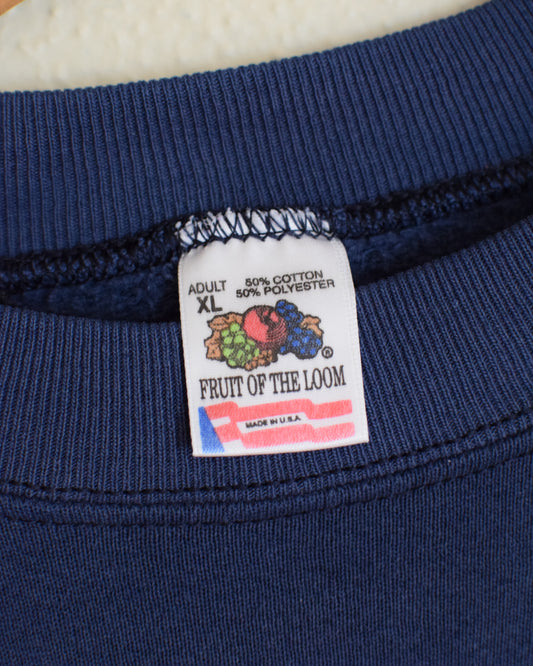 ADULT
XL
50% COTTON
50% POLYESTER
®
FRUIT OF THE LOOM
MADE IN U.S.A.